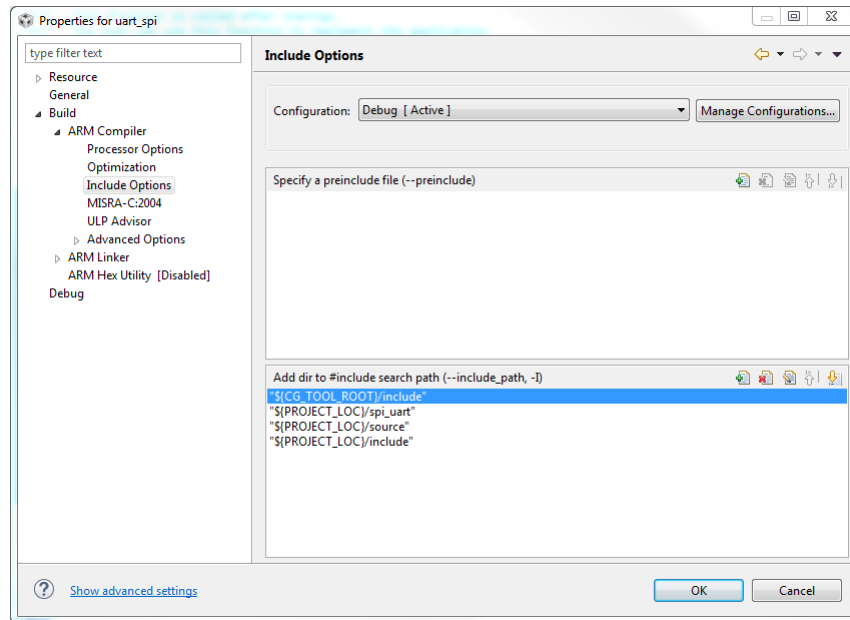 Properties for uart_spi
type filter text
Resource
General
Build
ARM Compiler
Processor Options
Optimization
Include Options
MISRA-C:2004
ULP Advisor
Advanced Options
ARM Linker
ARM Hex Utility [Disabled]
Debug
Include Options
Configuration: Debug [ Active ] Manage Configurations...
Specify a preinclude file (--preinclude)
Add dir to #include search path (--include_path, -I)
"${CG_TOOL_ROOT}/include"
"${PROJECT_LOC}/spi_uart"
"${PROJECT_LOC}/source"
"${PROJECT_LOC}/include"
? Show advanced settings
OK Cancel